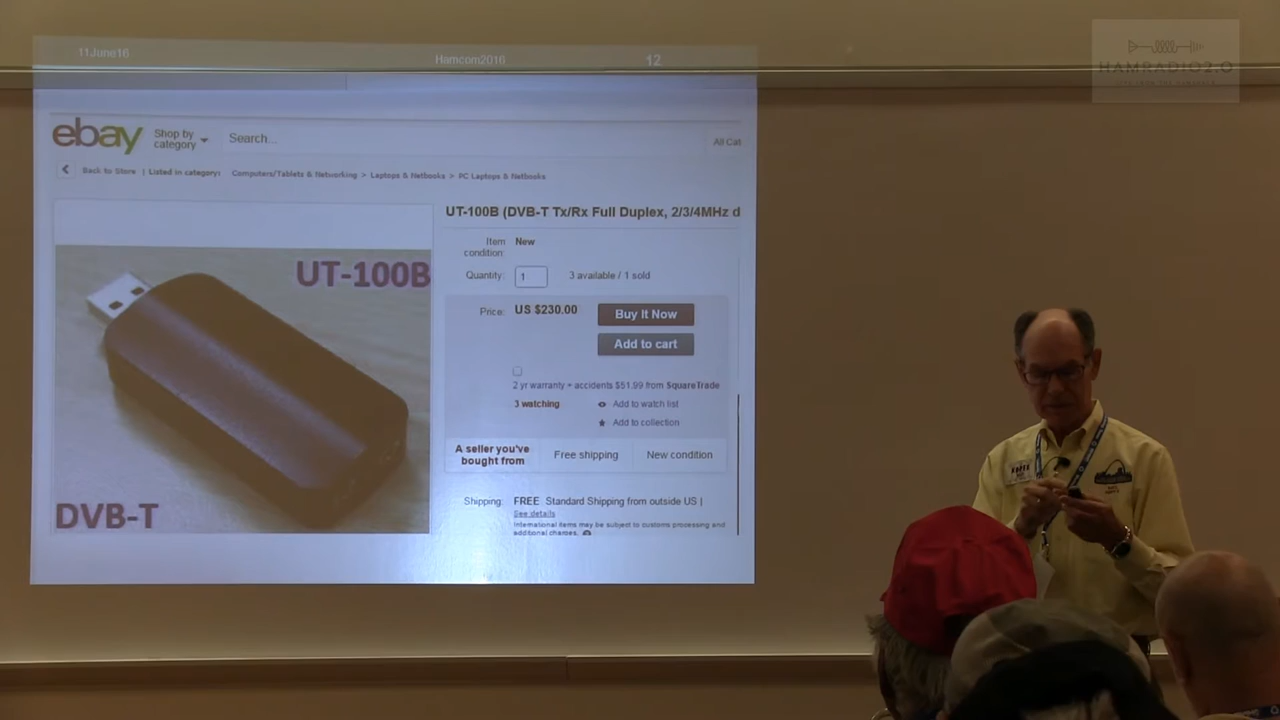 11June16
Hamcom2016
12
HAMRADIO2.0
ebay
Shop by
category
Search...
All Cat
Back to Store | Listed in category:
Computers/Tablets & Networking > Laptops & Netbooks > PC Laptops & Netbooks
UT-100B (DVB-T Tx/Rx Full Duplex, 2/3/4MHz d
Item
condition:
New
Quantity:
1
3 available / 1 sold
Price:
US $230.00
Buy It Now
Add to cart
2 yr warranty + accidents $51.99 from SquareTrade
3 watching
Add to watch list
Add to collection
A seller you've
bought from
Free shipping
New condition
Shipping:
FREE Standard Shipping from outside US |
See details
International items may be subject to customs processing and
additional charges.
UT-100B
DVB-T